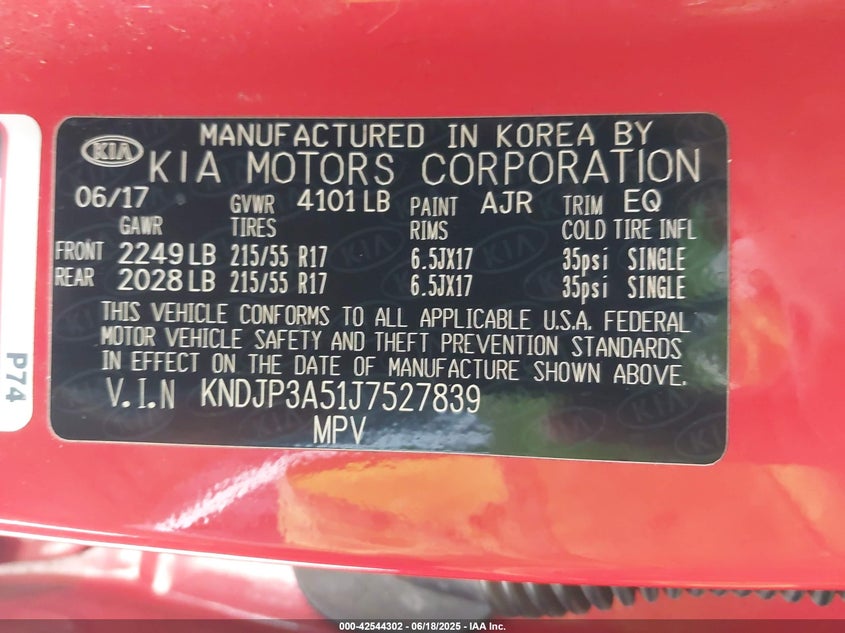 MANUFACTURED IN KOREA BY
KIA KIA MOTORS CORPORATION
06/17 GVWR 4101 LB PAINT AJR TRIM EQ
GAWR TIRES RIMS COLD TIRE INFL
FRONT 2249 LB 215/55 R17 6.5JX17 35psi SINGLE
REAR 2028 LB 215/55 R17 6.5JX17 35psi SINGLE
THIS VEHICLE CONFORMS TO ALL APPLICABLE U.S.A. FEDERAL
MOTOR VEHICLE SAFETY AND THEFT PREVENTION STANDARDS
IN EFFECT ON THE DATE OF MANUFACTURE SHOWN ABOVE.
V.I.N KNDJP3A51J7527839
MPV
P74
000-42544302 / 06/18/2025 - IAA Inc.